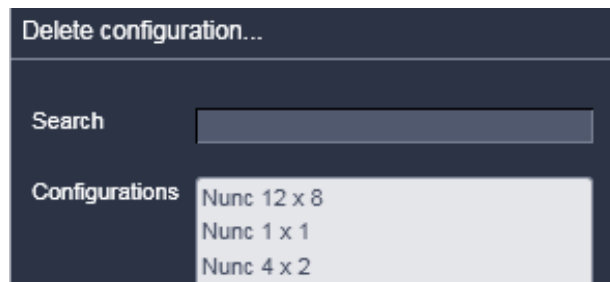 Delete configuration...
Search
Configurations
Nunc 12 x 8
Nunc 1 x 1
Nunc 4 x 2